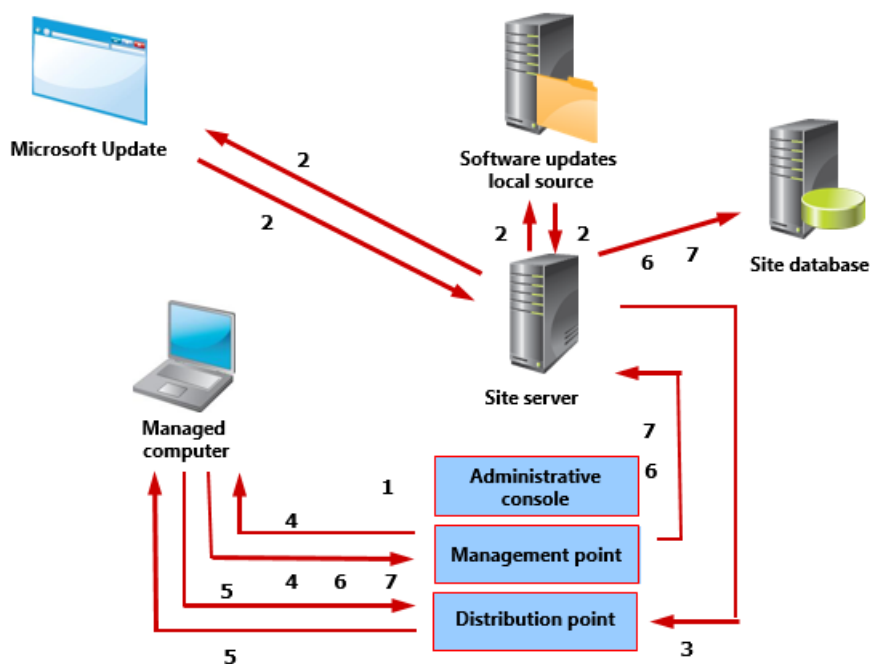 Microsoft Update
2
2
Software updates
local source
2
2
6
7
Site database
Site server
Managed
computer
7
6
1
Administrative
console
4
Management point
4
6
7
5
Distribution point
5
3